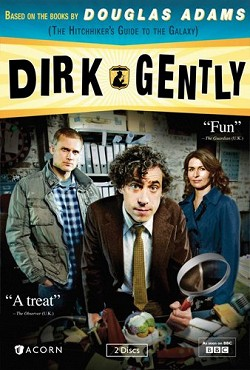 BASED ON THE BOOKS BY DOUGLAS ADAMS
(THE HITCHHIKER'S GUIDE TO THE GALAXY)
DIRK GENTLY
"Fun"
—The Guardian (U.K.)
"A treat"
—The Observer (U.K.)
ACORN
2 Discs
AS SEEN ON BBC
BBC